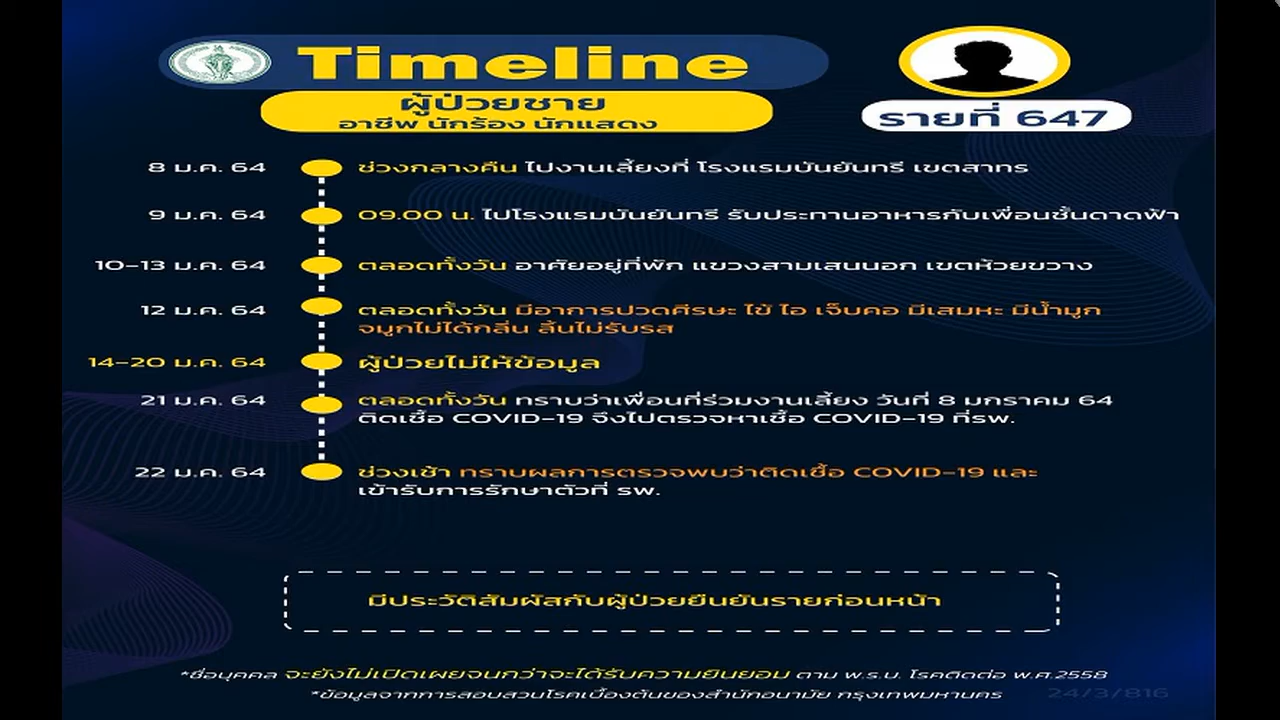 Timeline
ผู้ป่วยชาย
อาชีพ นักร้อง นักแสดง
รายที่ 647
8 ม.ค. 64 ช่วงกลางคืน ไปงานเลี้ยงที่ โรงแรมบันยันทรี เขตสาทร
9 ม.ค. 64 09.00 น. ไปโรงแรมบันยันทรี รับประทานอาหารกับเพื่อนชั้นดาดฟ้า
10-13 ม.ค. 64 ตลอดทั้งวัน อาศัยอยู่ที่พัก แขวงสามเสนนอก เขตห้วยขวาง
12 ม.ค. 64 ตลอดทั้งวัน มีอาการปวดศีรษะ ไข้ ไอ เจ็บคอ มีเสมหะ มีน้ำมูก
จมูกไม่ได้กลิ่น ลิ้นไม่รับรส
14-20 ม.ค. 64 ผู้ป่วยไม่ให้ข้อมูล
21 ม.ค. 64 ตลอดทั้งวัน ทราบว่าเพื่อนที่ร่วมงานเลี้ยง วันที่ 8 มกราคม 64
ติดเชื้อ COVID-19 จึงไปตรวจหาเชื้อ COVID-19 ที่รพ.
22 ม.ค. 64 ช่วงเช้า ทราบผลการตรวจพบว่าติดเชื้อ COVID-19 และ
เข้ารับการรักษาตัวที่ รพ.
มีประวัติสัมผัสกับผู้ป่วยยืนยันรายก่อนหน้า
*ชื่อบุคคล จะยังไม่เปิดเผยจนกว่าจะได้รับความยินยอม ตาม พ.ร.บ. โรคติดต่อ พ.ศ.2558
*ข้อมูลจากการสอบสวนโรคเบื้องต้นของสำนักอนามัย กรุงเทพมหานคร
24/3/816